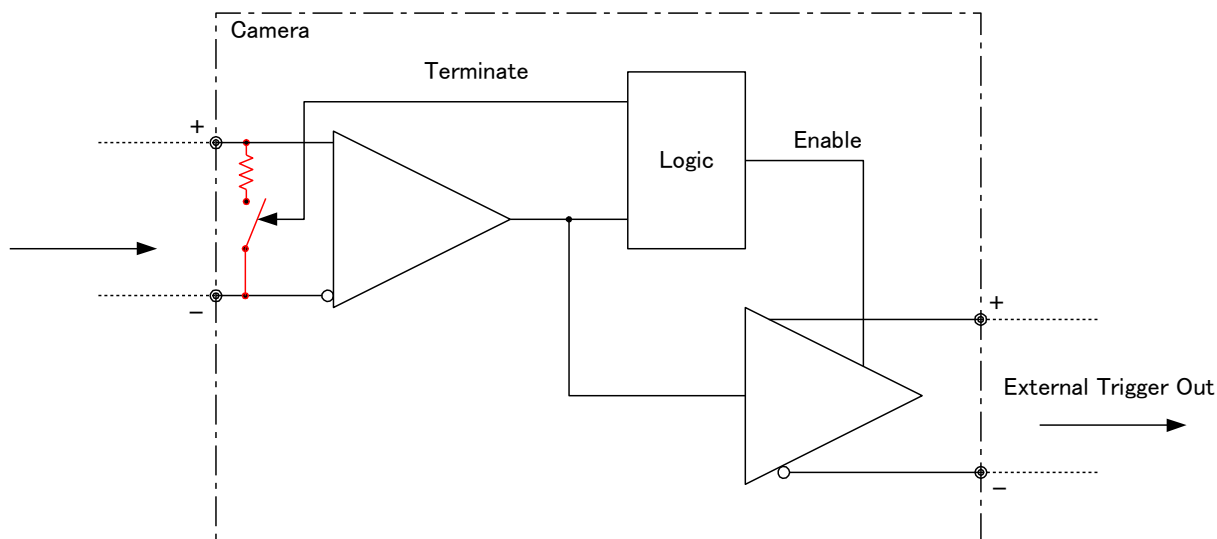 Camera
Terminate
+
Enable
Logic
−
+
External Trigger Out
−